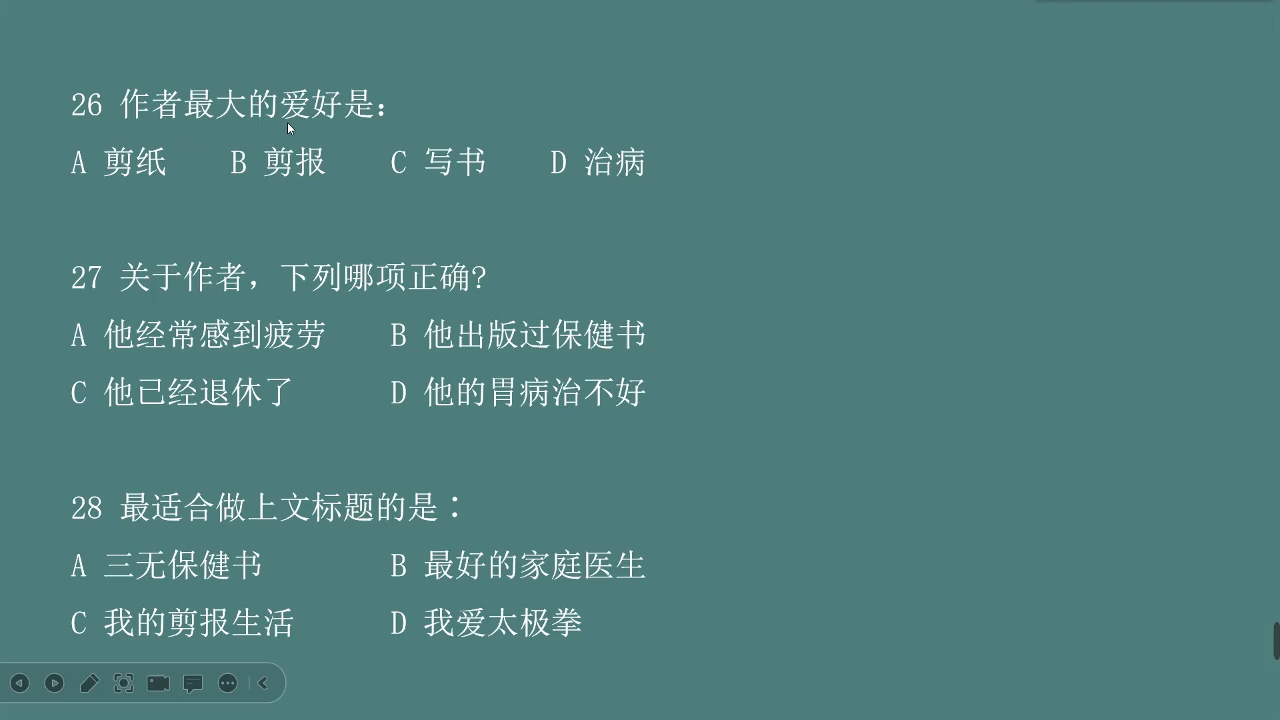 26 作者最大的爱好是：
A 剪纸 B 剪报 C 写书 D 治病
27 关于作者，下列哪项正确?
A 他经常感到疲劳 B 他出版过保健书
C 他已经退休了 D 他的胃病治不好
28 最适合做上文标题的是：
A 三无保健书 B 最好的家庭医生
C 我的剪报生活 D 我爱太极拳